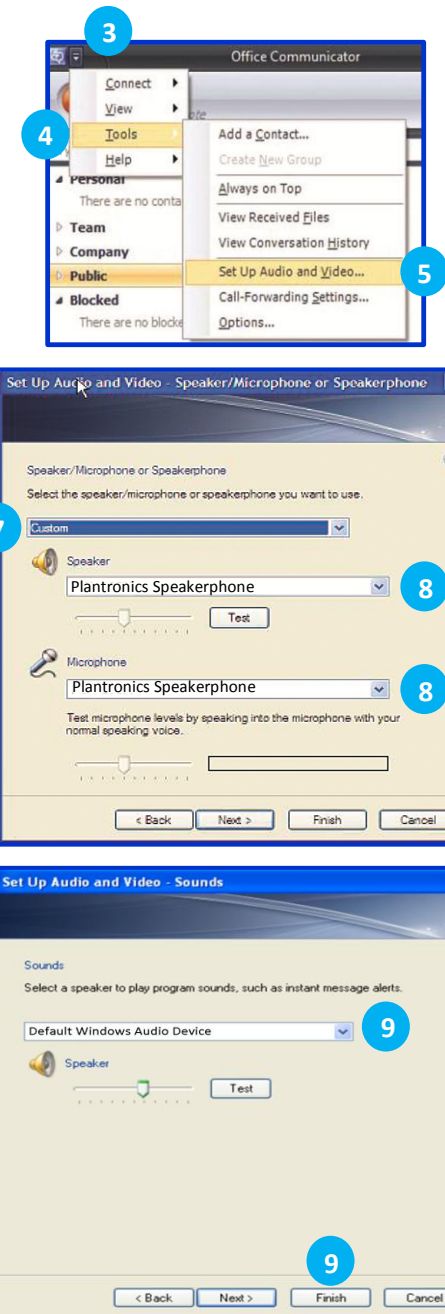 3
Office Communicator
Connect
View
4 Tools
Help
Add a Contact...
Create New Group
Always on Top
View Received Files
View Conversation History
Set Up Audio and Video... 5
Call-Forwarding Settings...
Options...
Personal
There are no conta
Team
Company
Public
Blocked
There are no blocke
Set Up Audio and Video - Speaker/Microphone or Speakerphone
Speaker/Microphone or Speakerphone
Select the speaker/microphone or speakerphone you want to use.
7 Custom
Speaker
Plantronics Speakerphone 8
Test
Microphone
Plantronics Speakerphone 8
Test microphone levels by speaking into the microphone with your
normal speaking voice.
< Back Next > Finish Cancel
Set Up Audio and Video - Sounds
Sounds
Select a speaker to play program sounds, such as instant message alerts.
Default Windows Audio Device 9
Speaker
Test
9
< Back Next > Finish Cancel